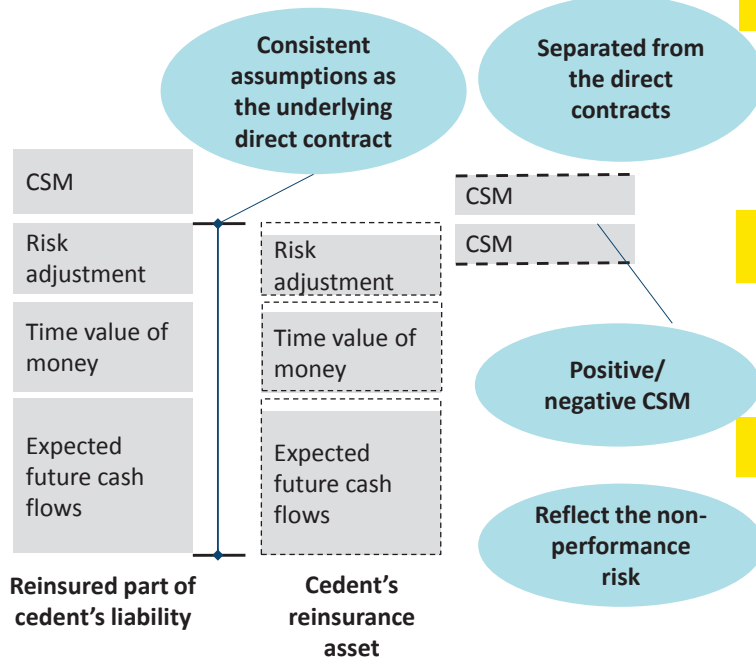 Consistent
assumptions as
the underlying
direct contract
Separated from
the direct
contracts
CSM
Risk
adjustment
Time value of
money
Expected
future cash
flows
Reinsured part of
cedent's liability
Risk
adjustment
Time value of
money
Expected
future cash
flows
Cedent's
reinsurance
asset
CSM
CSM
Positive/
negative CSM
Reflect the non-
performance
risk